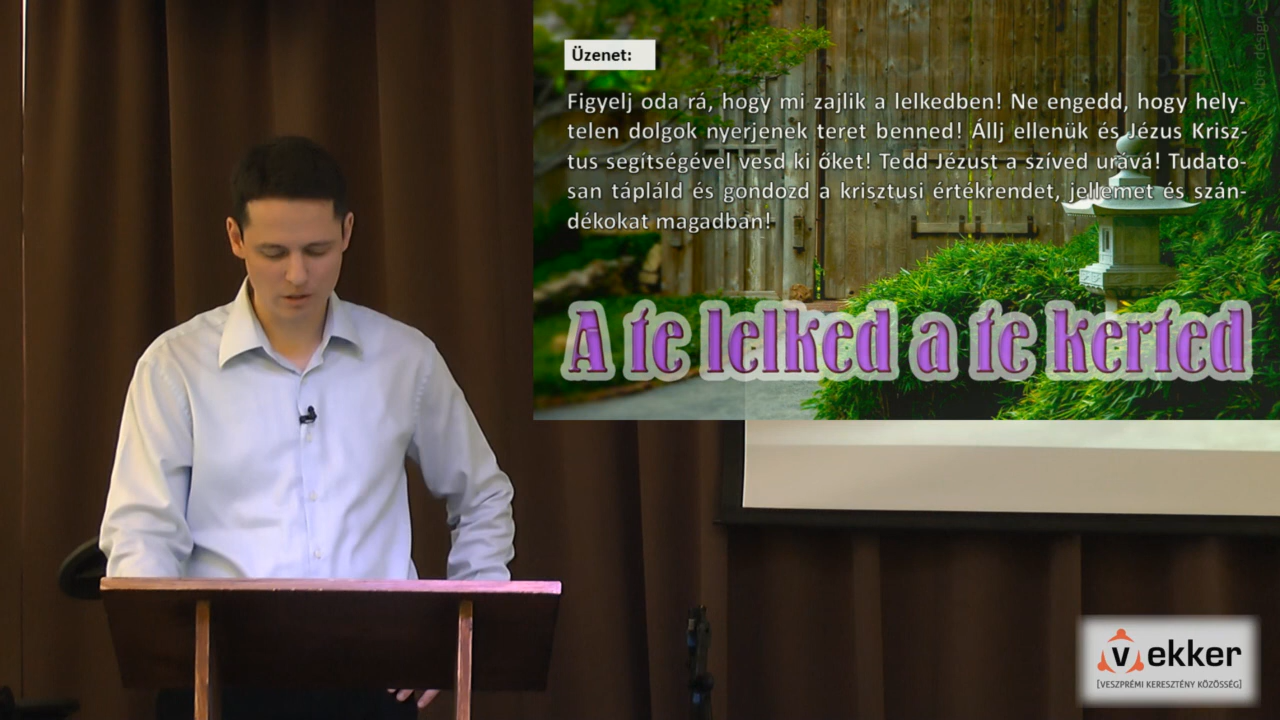 Üzenet:
Figyelj oda rá, hogy mi zajlik a lelkedben! Ne engedd, hogy hely-
telen dolgok nyerjenek teret benned! Állj ellenük és Jézus Krisz-
tus segítségével vesd ki őket! Tedd Jézust a szíved urává! Tudato-
san tápláld és gondozd a krisztusi értékrendet, jellemet és szán-
dékokat magadban!
A te lelked a te kerted
vekker
[VESZPRÉMI KERESZTÉNY KÖZÖSSÉG]